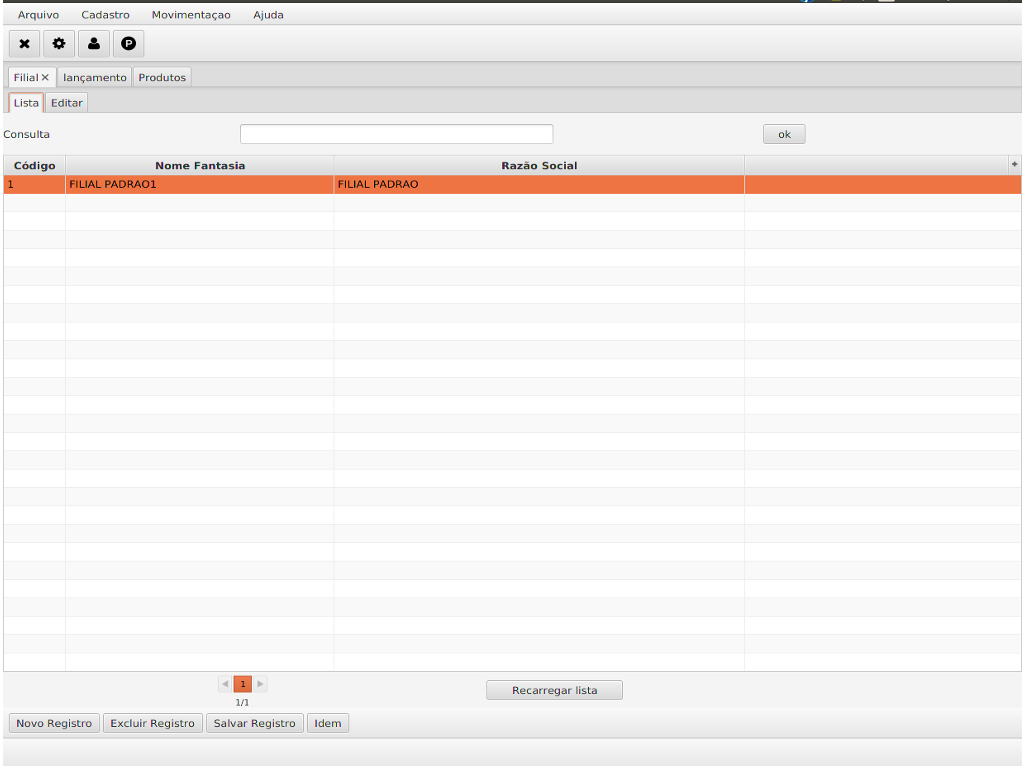 Arquivo Cadastro Movimentaçao Ajuda
Filial lançamento Produtos
Lista Editar
Consulta ok
Código Nome Fantasia Razão Social +
1 FILIAL PADRAO1 FILIAL PADRAO
1
1/1
Recarregar lista
Novo Registro Excluir Registro Salvar Registro Idem